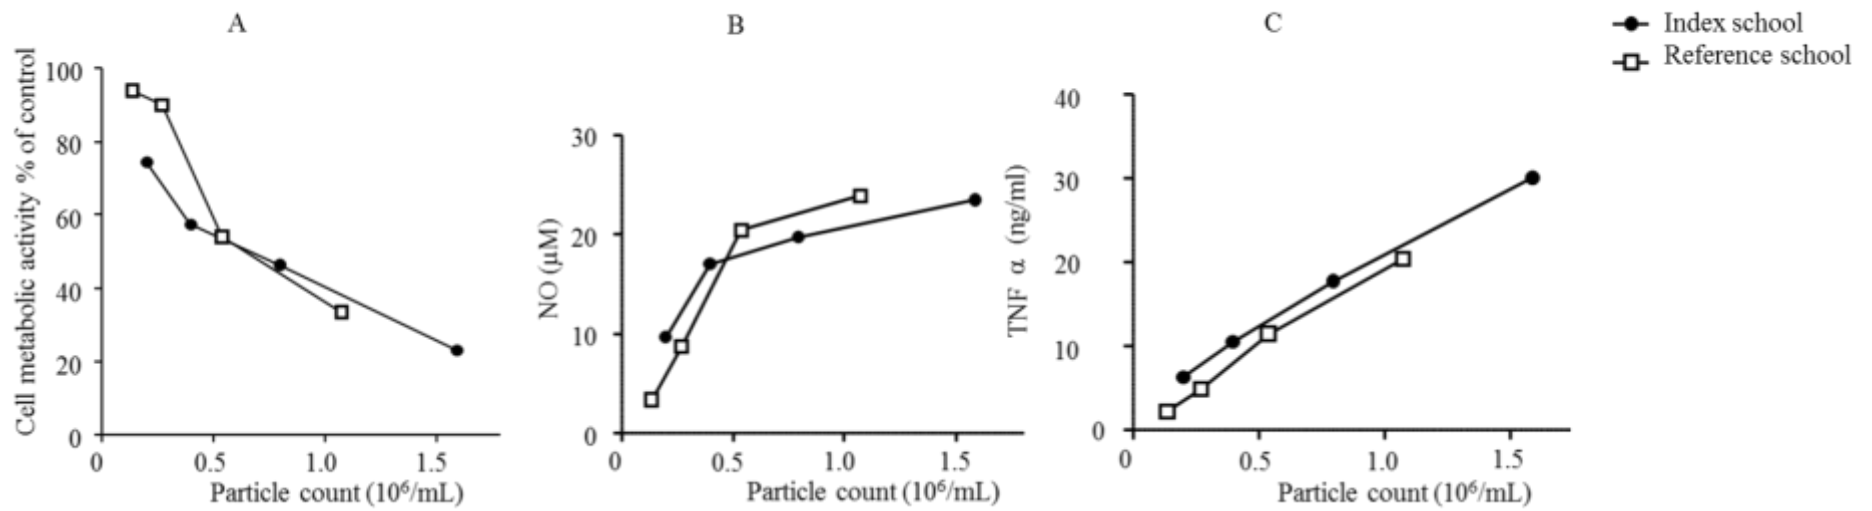 A
B
C
Index school
Reference school
Cell metabolic activity % of control
100
80
60
40
20
0
0
0.5
1.0
1.5
Particle count (10⁶/mL)
NO (µM)
30
20
10
0
0
0.5
1.0
1.5
Particle count (10⁶/mL)
TNF α (ng/ml)
40
30
20
10
0
0
0.5
1.0
1.5
Particle count (10⁶/mL)